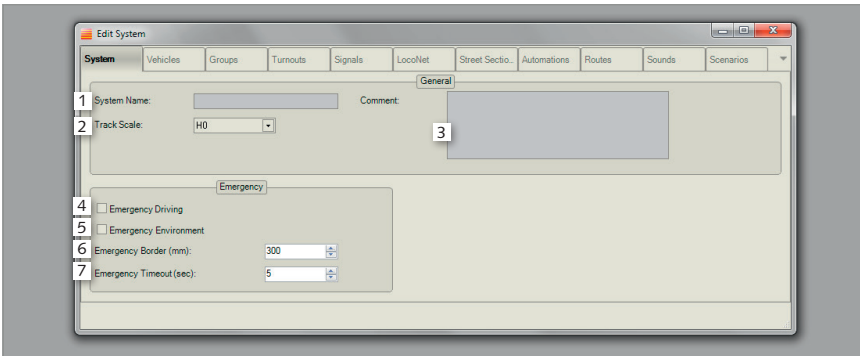 Edit System
System Vehicles Groups Turnouts Signals LocoNet Street Sectio... Automations Routes Sounds Scenarios
General
1 System Name: Comment:
2 Track Scale: H0
3
Emergency
4 Emergency Driving
5 Emergency Environment
6 Emergency Border (mm): 300
7 Emergency Timeout (sec): 5